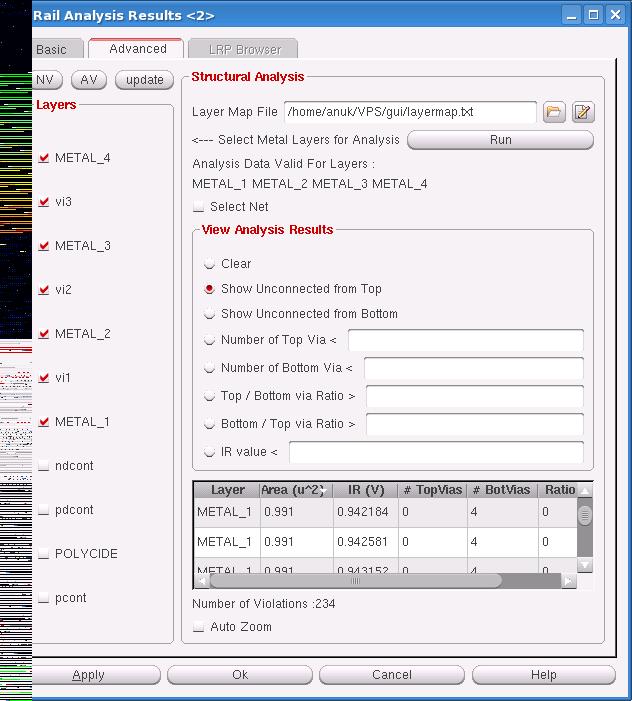 Rail Analysis Results <2>
Basic
Advanced
LRP Browser
NV
AV
update
Layers
METAL_4
vi3
METAL_3
vi2
METAL_2
vi1
METAL_1
ndcont
pdcont
POLYCIDE
pcont
Structural Analysis
Layer Map File /home/anuk/VPS/gui/layermap.txt
<--- Select Metal Layers for Analysis Run
Analysis Data Valid For Layers :
METAL_1 METAL_2 METAL_3 METAL_4
Select Net
View Analysis Results
Clear
Show Unconnected from Top
Show Unconnected from Bottom
Number of Top Via <
Number of Bottom Via <
Top / Bottom via Ratio >
Bottom / Top via Ratio >
IR value <
Layer Area (u^2) IR (V) # TopVias # BotVias Ratio
METAL_1 0.991 0.942184 0 4 0
METAL_1 0.991 0.942581 0 4 0
METAL_1 0.991 0.943152 0 4 0
Number of Violations :234
Auto Zoom
Apply Ok Cancel Help